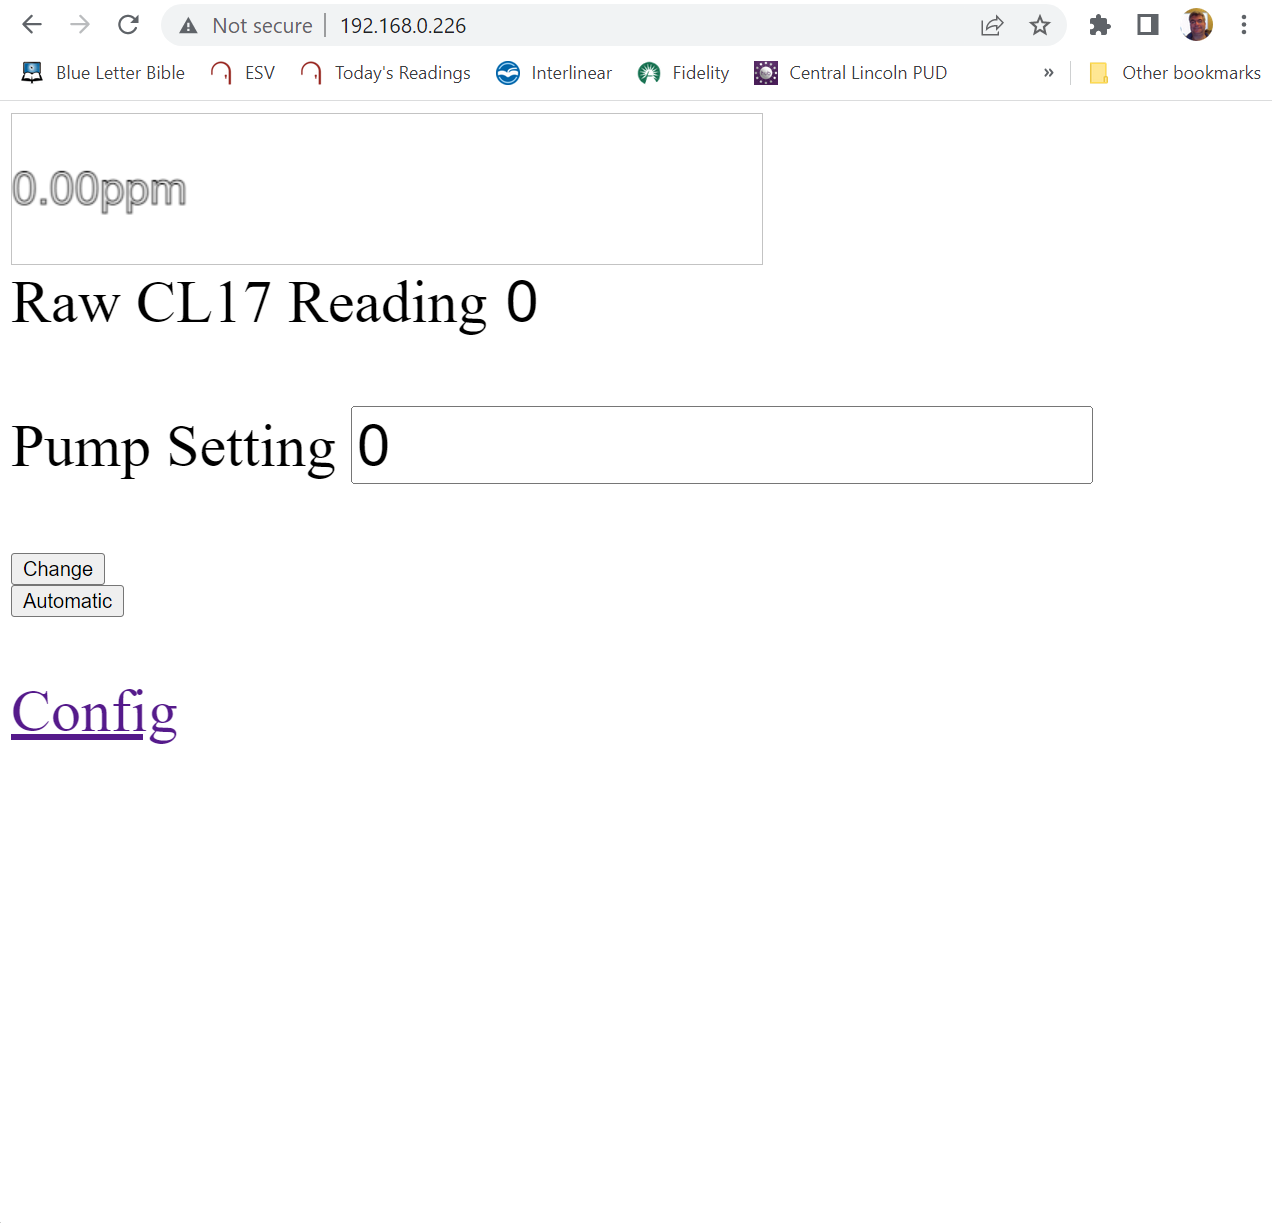 Not secure | 192.168.0.226
Blue Letter Bible ESV Today's Readings Interlinear Fidelity Central Lincoln PUD » Other bookmarks
0.00ppm
Raw CL17 Reading 0
Pump Setting 0
Change
Automatic
Config